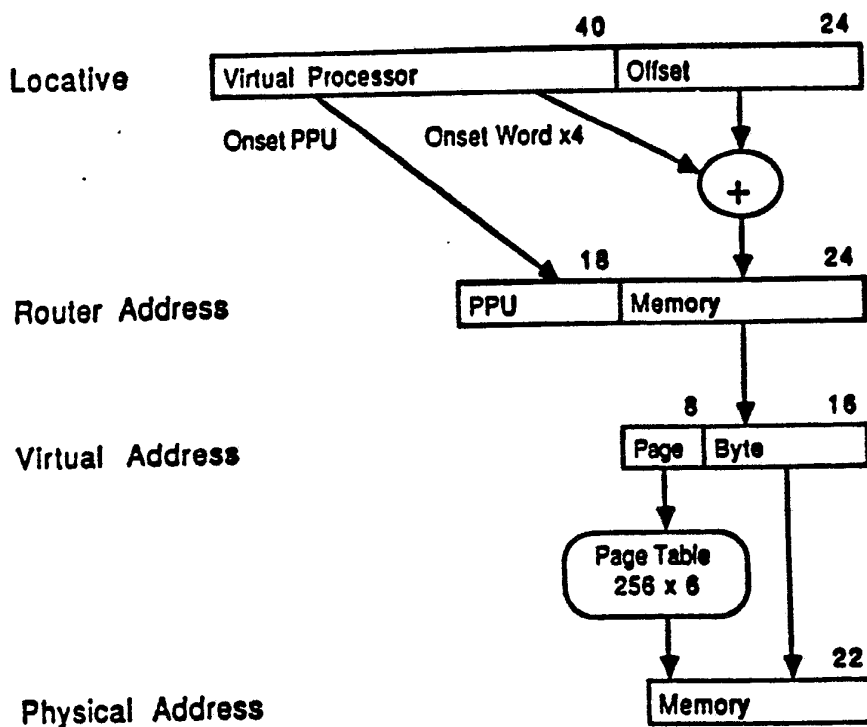 40 24
Locative Virtual Processor Offset
Onset PPU Onset Word x4
+
18 24
Router Address PPU Memory
8 16
Virtual Address Page Byte
Page Table
256 x 6
22
Physical Address Memory